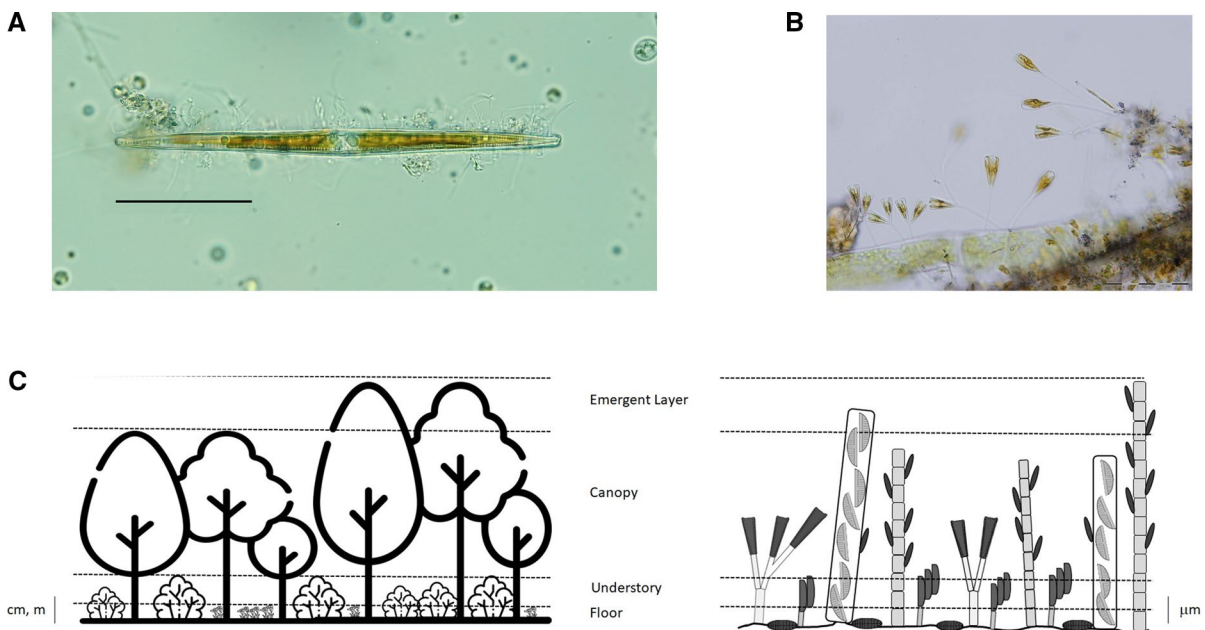 A
B
C
Emergent Layer
Canopy
Understory
Floor
cm, m
μm